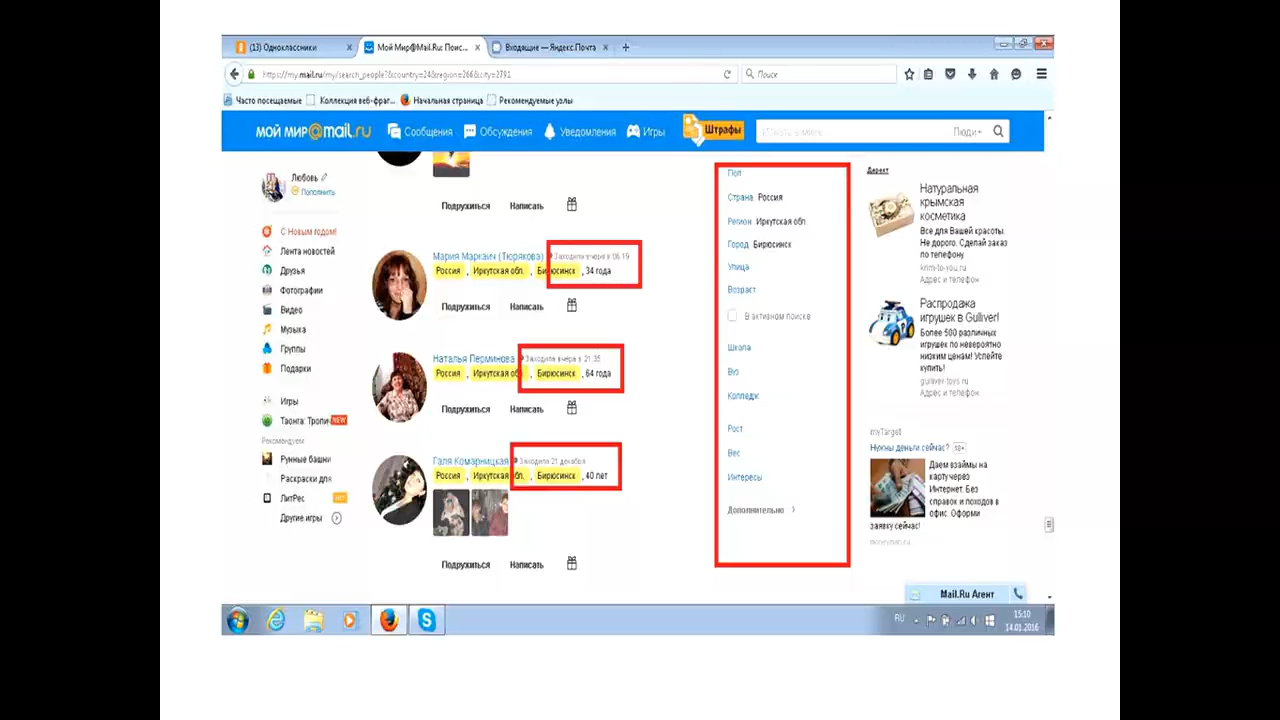 (13) Одноклассники
Мой Мир@Mail.Ru: Поис...
Входящие — Яндекс.Почта
https://my.mail.ru/my/search_people?&country=24&region=266&city=2791
Поиск
Часто посещаемые
Коллекция веб-фраг...
Начальная страница
Рекомендуемые узлы
МОЙ МИР@MAIL.RU
Сообщения
Обсуждения
Уведомления
Игры
Штрафы
Люди
Любовь
Пополнить
С Новым годом!
Лента новостей
Друзья
Фотографии
Видео
Музыка
Группы
Подарки
Игры
Таонга: Тропи
NEW
Рекомендуем
Рунные башни
Раскраски для
ЛитРес
Другие игры
Подружиться Написать
Мария Маркаич (Тюрякова) Заходила вчера в 06:19
Россия , Иркутская обл. , Бирюсинск , 34 года
Подружиться Написать
Наталья Перминова Заходила вчера в 21:35
Россия , Иркутская обл. , Бирюсинск , 64 года
Подружиться Написать
Галя Комарницкая Заходила 21 декабря
Россия , Иркутская обл. , Бирюсинск , 40 лет
Подружиться Написать
Пол
Страна Россия
Регион Иркутская обл.
Город Бирюсинск
Улица
Возраст
В активном поиске
Школа
Вуз
Колледж
Рост
Вес
Интересы
Дополнительно
Директ
Натуральная
крымская
косметика
Все для Вашей красоты.
Не дорого. Сделай заказ
по телефону.
krim-to-you.ru
Адрес и телефон
Распродажа
игрушек в Gulliver!
Более 500 различных
игрушек по невероятно
низким ценам! Успейте
купить!
gulliver-toys.ru
Адрес и телефон
myTarget
Нужны деньги сейчас? 18+
Даем взаймы на
карту через
Интернет. Без
справок и походов в
офис. Оформи
заявку сейчас!
Mail.Ru Агент
RU
15:10
14.01.2016